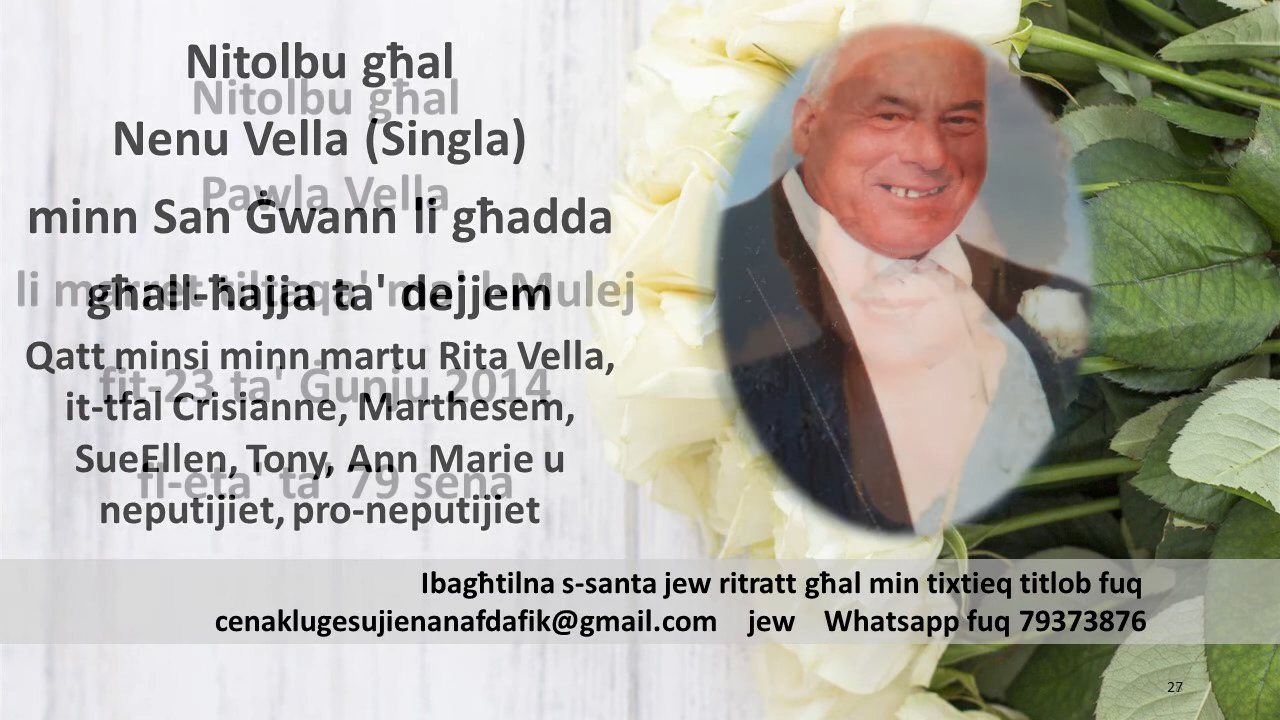 Nitolbu għal
Nenu Vella (Singla)
minn San Ġwann li għadda
għall-ħajja ta' dejjem
Qatt minsi minn martu Rita Vella,
it-tfal Crisianne, Marthesem,
SueEllen, Tony, Ann Marie u
neputijiet, pro-neputijiet
Nitolbu għal
Pawla Vella
li mill-Mulej
fit-23 ta' Ġunju 2014
fl-eta' ta' 79 sena
Ibagħtilna s-santa jew ritratt għal min tixtieq titlob fuq
cenaklugesujienanafdafik@gmail.com jew Whatsapp fuq 79373876
27